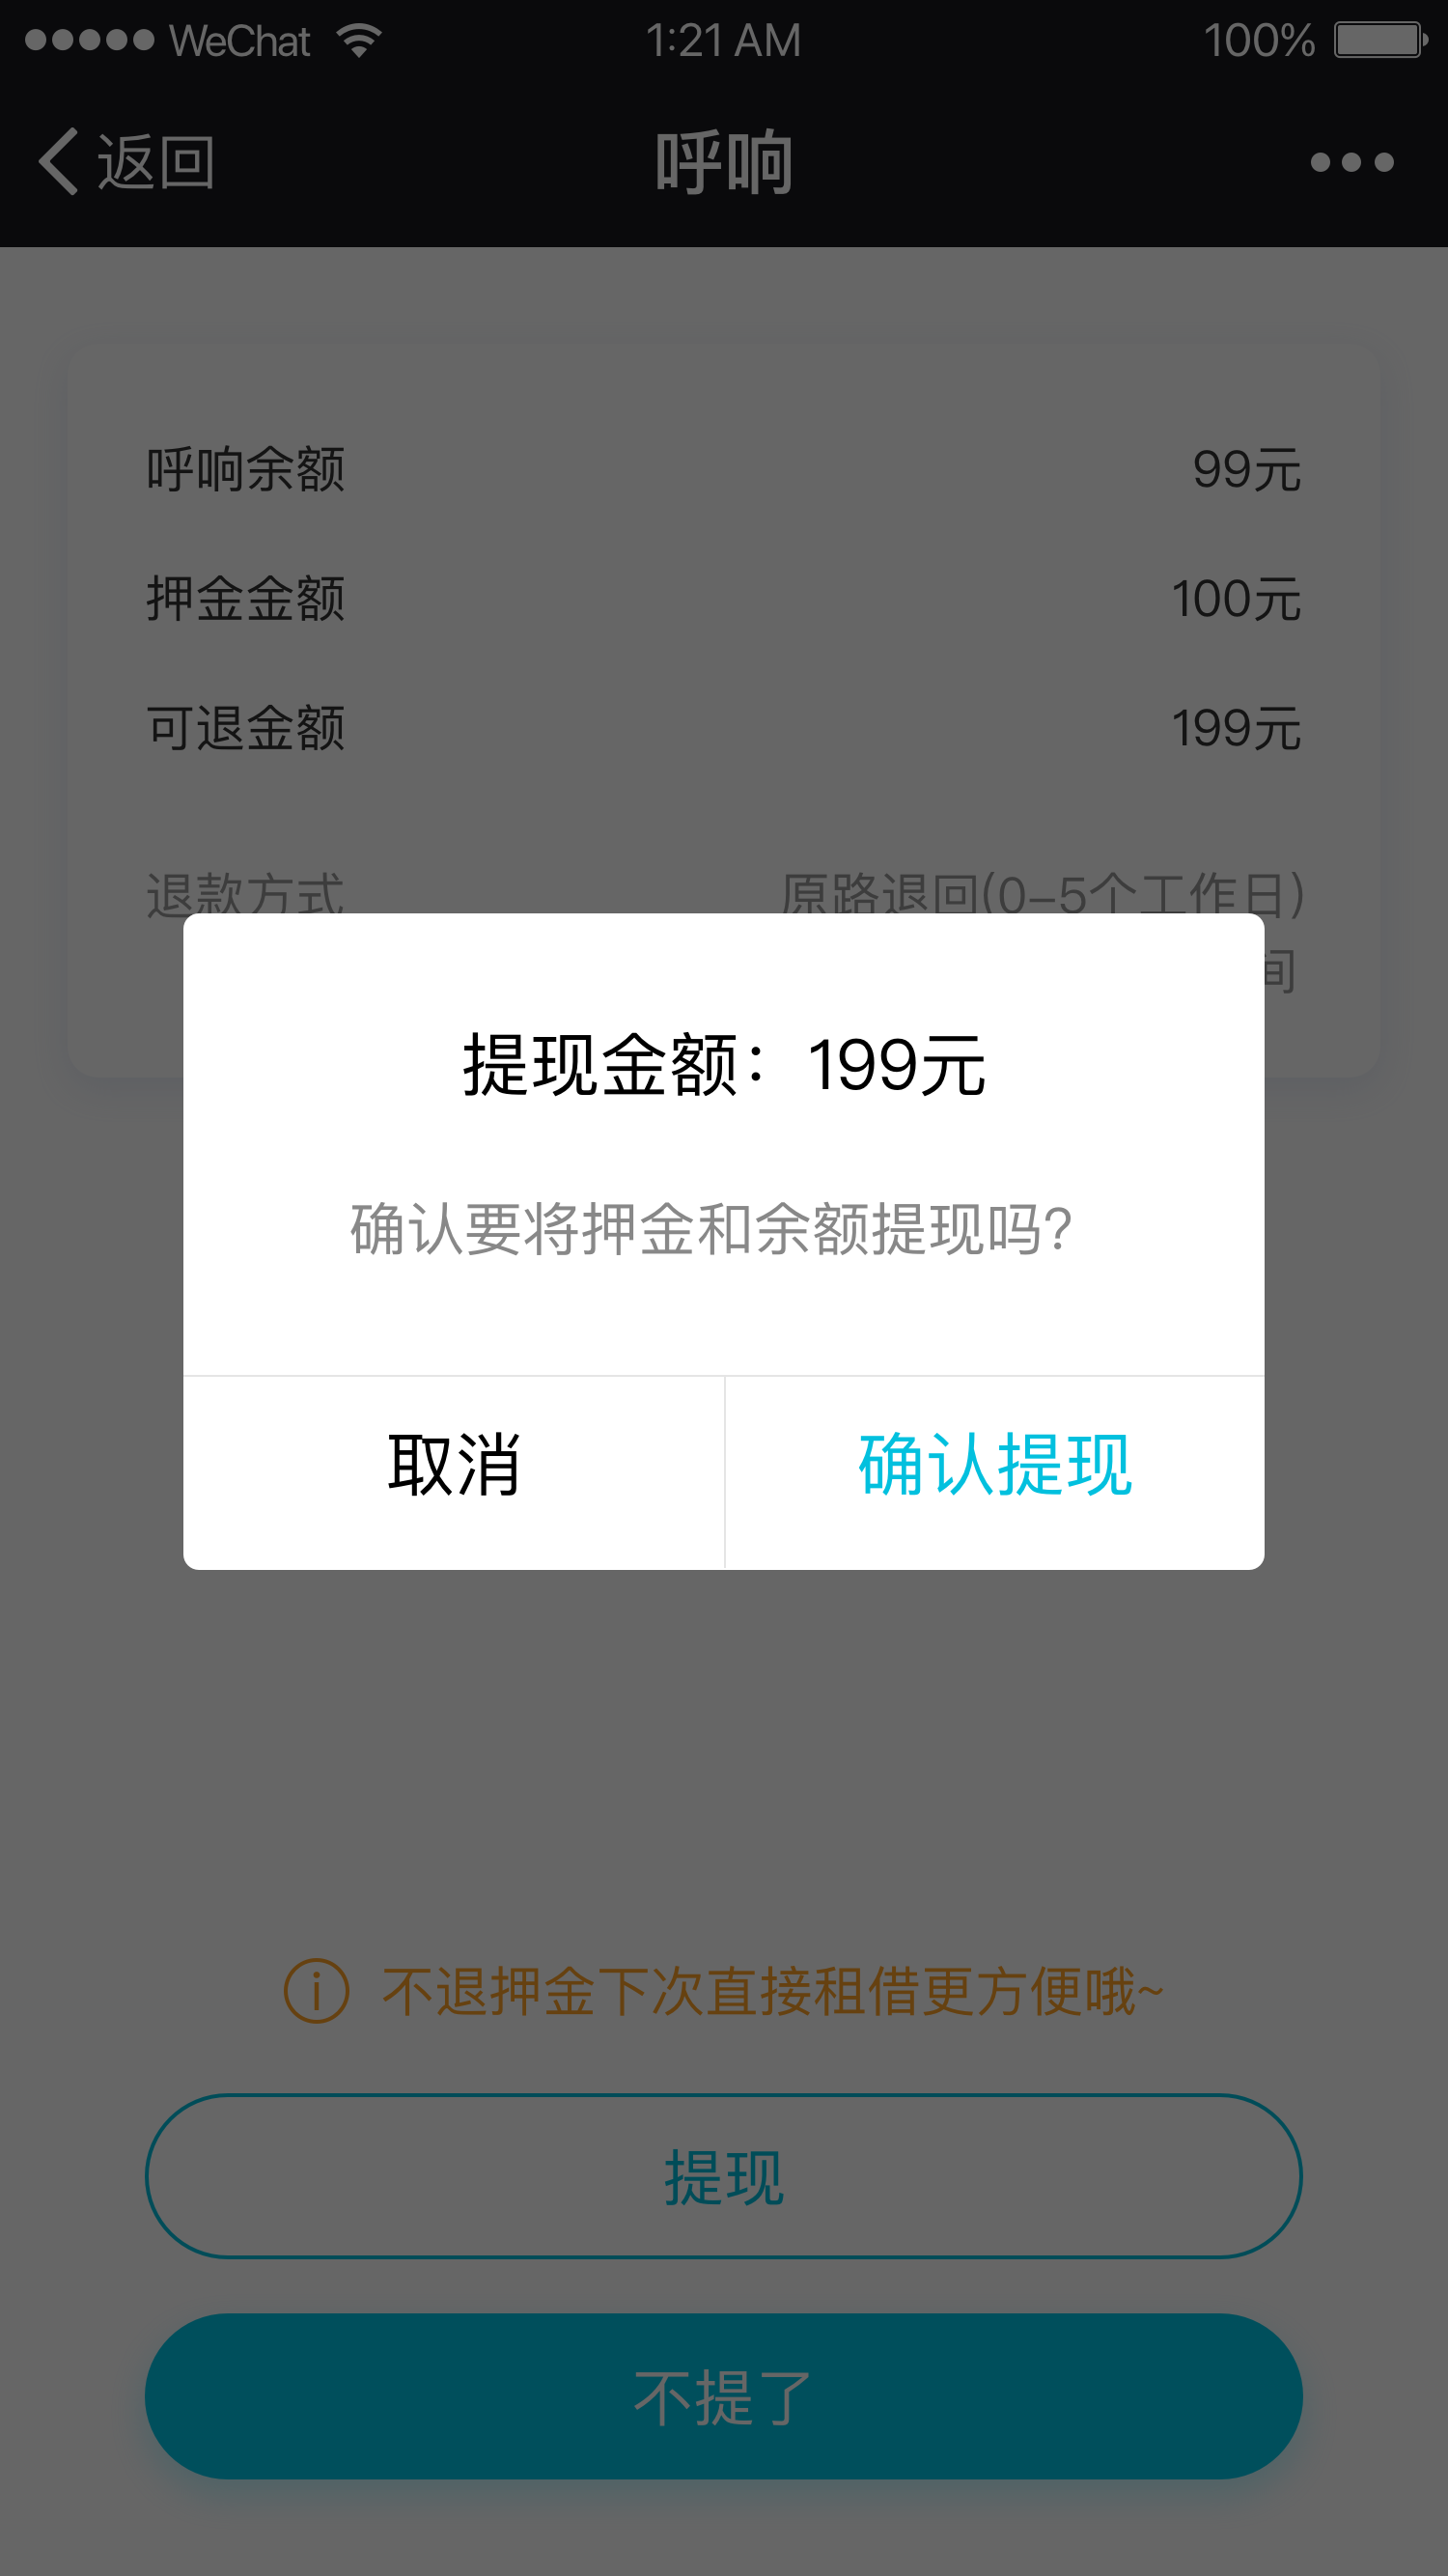 WeChat 1:21 AM 100%
返回 呼响
呼响余额 99元
押金金额 100元
可退金额 199元
退款方式 原路退回(0-5个工作日)
间
提现金额：199元
确认要将押金和余额提现吗?
取消 确认提现
不退押金下次直接租借更方便哦~
提现
不提了